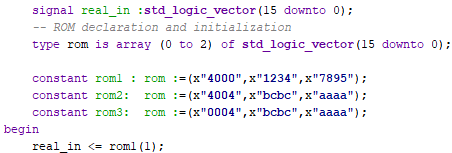 signal real_in :std_logic_vector(15 downto 0);
-- ROM declaration and initialization
type rom is array (0 to 2) of std_logic_vector(15 downto 0);
constant rom1 : rom :=(x"4000",x"1234",x"7895");
constant rom2: rom :=(x"4004",x"bcbc",x"aaaa");
constant rom3: rom :=(x"0004",x"bcbc",x"aaaa");
begin
real_in <= rom1(1);